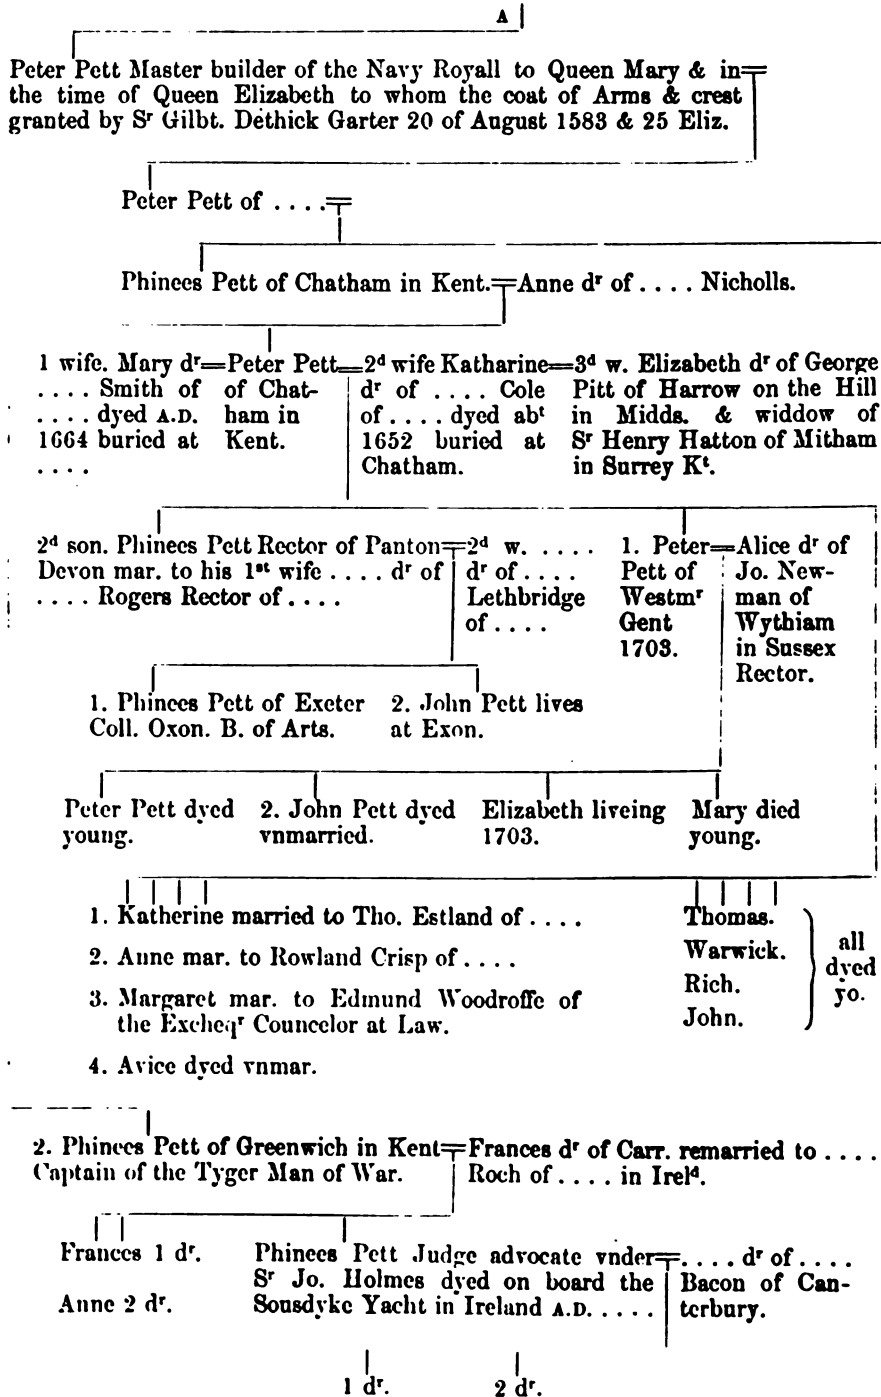 A
Peter Pett Master builder of the Navy Royall to Queen Mary & in
the time of Queen Elizabeth to whom the coat of Arms & crest
granted by Sʳ Gilbt. Dethick Garter 20 of August 1583 & 25 Eliz.
Peter Pett of . . . .
Phinees Pett of Chatham in Kent.
Anne dʳ of . . . . Nicholls.
1 wife. Mary dʳ
. . . . Smith of
. . . . dyed A.D.
1664 buried at
. . . .
Peter Pett
of Chat-
ham in
Kent.
2ᵈ wife Katharine
dʳ of . . . . Cole
of . . . . dyed abᵗ
1652 buried at
Chatham.
3ᵈ w. Elizabeth dʳ of George
Pitt of Harrow on the Hill
in Midds. & widdow of
Sʳ Henry Hatton of Mitham
in Surrey Kᵗ.
2ᵈ son. Phinees Pett Rector of Panton
Devon mar. to his 1ˢᵗ wife . . . . dʳ of
. . . . Rogers Rector of . . . .
2ᵈ w. . . . .
dʳ of . . . .
Lethbridge
of . . . .
1. Peter
Pett of
Westmʳ
Gent
1703.
Alice dʳ of
Jo. New-
man of
Wythiam
in Sussex
Rector.
1. Phinees Pett of Exeter
Coll. Oxon. B. of Arts.
2. John Pett lives
at Exon.
Peter Pett dyed
young.
2. John Pett dyed
vnmarried.
Elizabeth liveing
1703.
Mary died
young.
1. Katherine married to Tho. Estland of . . . .
2. Anne mar. to Rowland Crisp of . . . .
3. Margaret mar. to Edmund Woodroffe of
the Excheqʳ Councelor at Law.
4. Avice dyed vnmar.
Thomas.
Warwick.
Rich.
John.
all
dyed
yo.
2. Phinees Pett of Greenwich in Kent
Captain of the Tyger Man of War.
Frances dʳ of Carr. remarried to . . . .
Roch of . . . . in Irelᵈ.
Frances 1 dʳ.
Anne 2 dʳ.
Phinees Pett Judge advocate vnder
Sʳ Jo. Holmes dyed on board the
Sousdyke Yacht in Ireland A.D. . . . . .
. . . . dʳ of . . . .
Bacon of Can-
terbury.
1 dʳ.
2 dʳ.